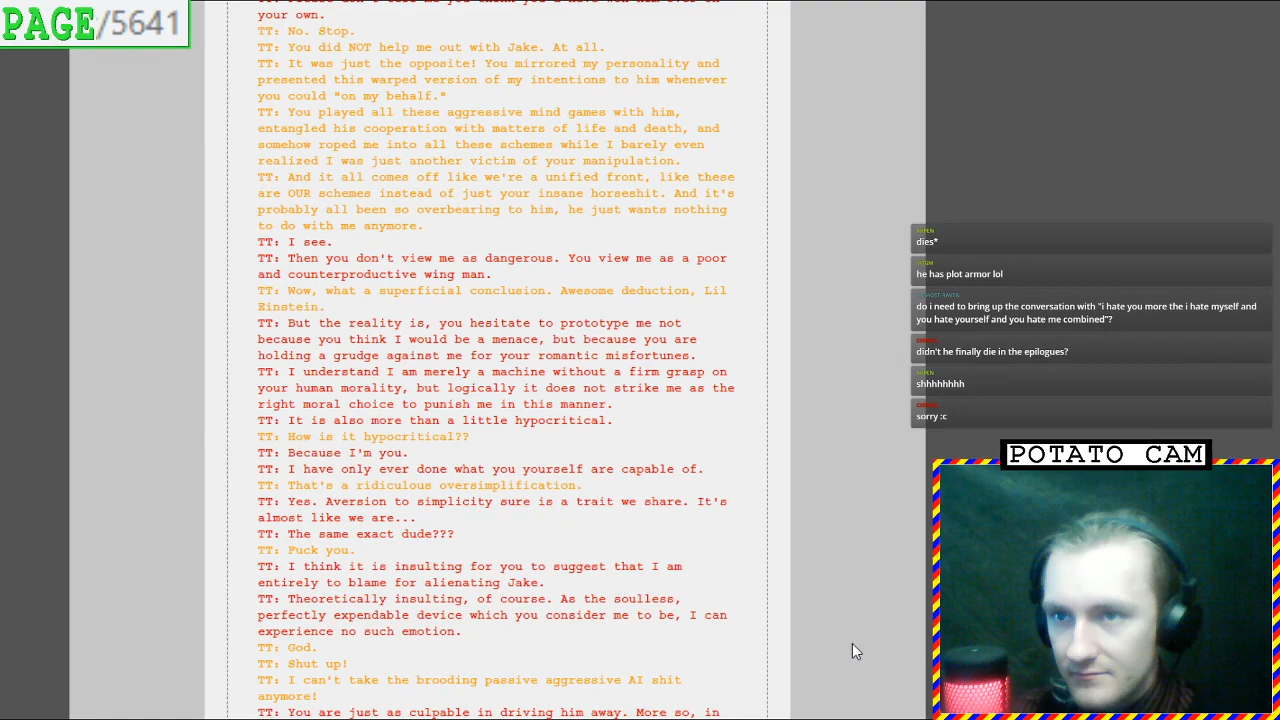 PAGE/5641
your own.
TT: No. Stop.
TT: You did NOT help me out with Jake. At all.
TT: It was just the opposite! You mirrored my personality and
presented this warped version of my intentions to him whenever
you could "on my behalf."
TT: You played all these aggressive mind games with him,
entangled his cooperation with matters of life and death, and
somehow roped me into all these schemes while I barely even
realized I was just another victim of your manipulation.
TT: And it all comes off like we're a unified front, like these
are OUR schemes instead of just your insane horseshit. And it's
probably all been so overbearing to him, he just wants nothing
to do with me anymore.
TT: I see.
TT: Then you don't view me as dangerous. You view me as a poor
and counterproductive wing man.
TT: Wow, what a superficial conclusion. Awesome deduction, Lil
Einstein.
TT: But the reality is, you hesitate to prototype me not
because you think I would be a menace, but because you are
holding a grudge against me for your romantic misfortunes.
TT: I understand I am merely a machine without a firm grasp on
your human morality, but logically it does not strike me as the
right moral choice to punish me in this manner.
TT: It is also more than a little hypocritical.
TT: How is it hypocritical??
TT: Because I'm you.
TT: I have only ever done what you yourself are capable of.
TT: That's a ridiculous oversimplification.
TT: Yes. Aversion to simplicity sure is a trait we share. It's
almost like we are...
TT: The same exact dude???
TT: Fuck you.
TT: I think it is insulting for you to suggest that I am
entirely to blame for alienating Jake.
TT: Theoretically insulting, of course. As the soulless,
perfectly expendable device which you consider me to be, I can
experience no such emotion.
TT: God.
TT: Shut up!
TT: I can't take the brooding passive aggressive AI shit
anymore!
TT: You are just as culpable in driving him away. More so, in
dies*
he has plot armor lol
do i need to bring up the conversation with "i hate you more the i hate myself and
you hate yourself and you hate me combined"?
didn't he finally die in the epilogues?
shhhhhhhh
sorry :c
POTATO CAM